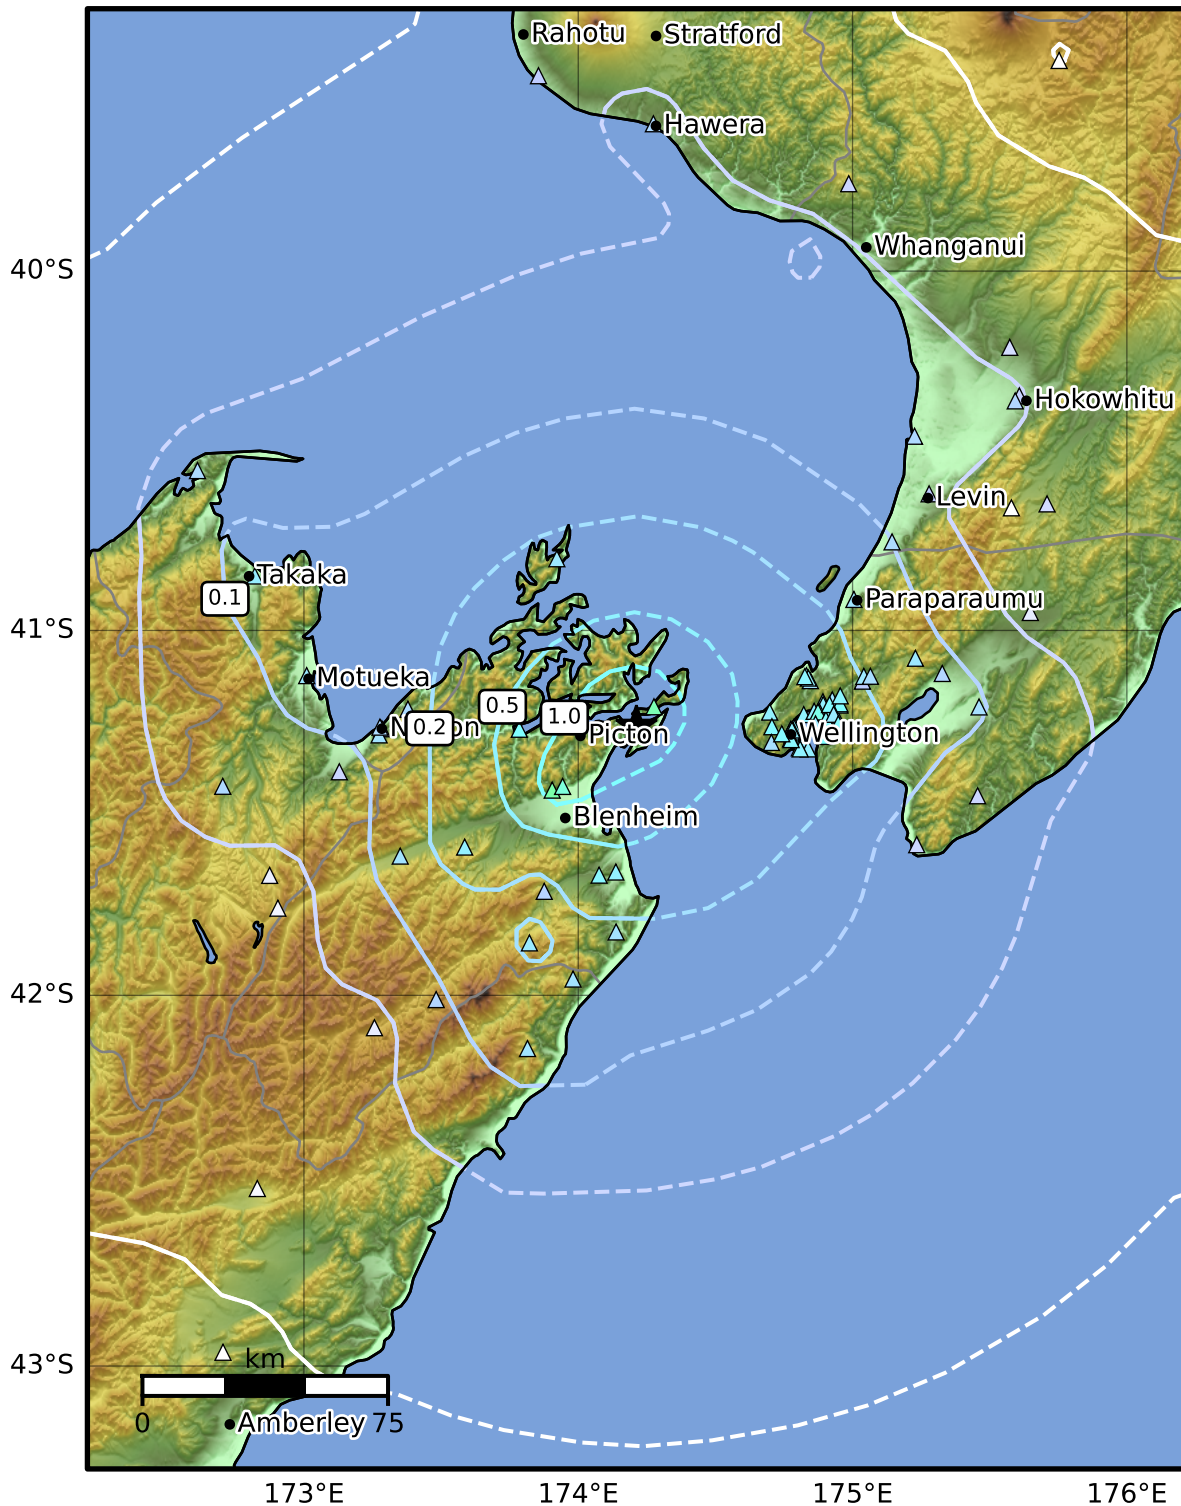 Rahotu
Stratford
Hawera
Whanganui
40°S
Hokowhitu
Levin
Takaka
0.1
Paraparaumu
41°S
Motueka
0.5
1.0
0.2
Picton
Wellington
Blenheim
42°S
43°S
km
0
75
Amberley
173°E
174°E
175°E
176°E